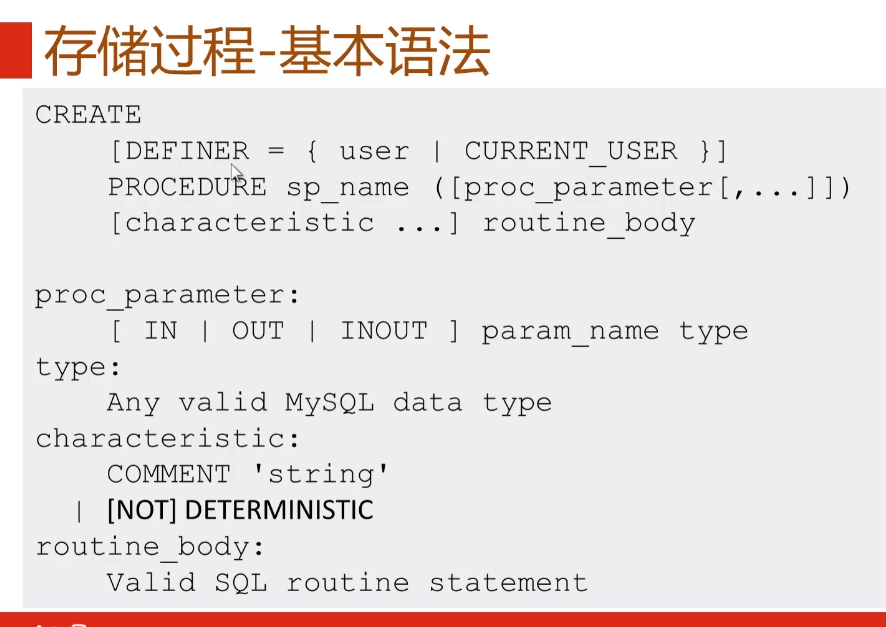 存储过程-基本语法
CREATE
[DEFINER = { user | CURRENT_USER }]
PROCEDURE sp_name ([proc_parameter[,...]])
[characteristic ...] routine_body
proc_parameter:
[ IN | OUT | INOUT ] param_name type
type:
Any valid MySQL data type
characteristic:
COMMENT 'string'
| [NOT] DETERMINISTIC
routine_body:
Valid SQL routine statement